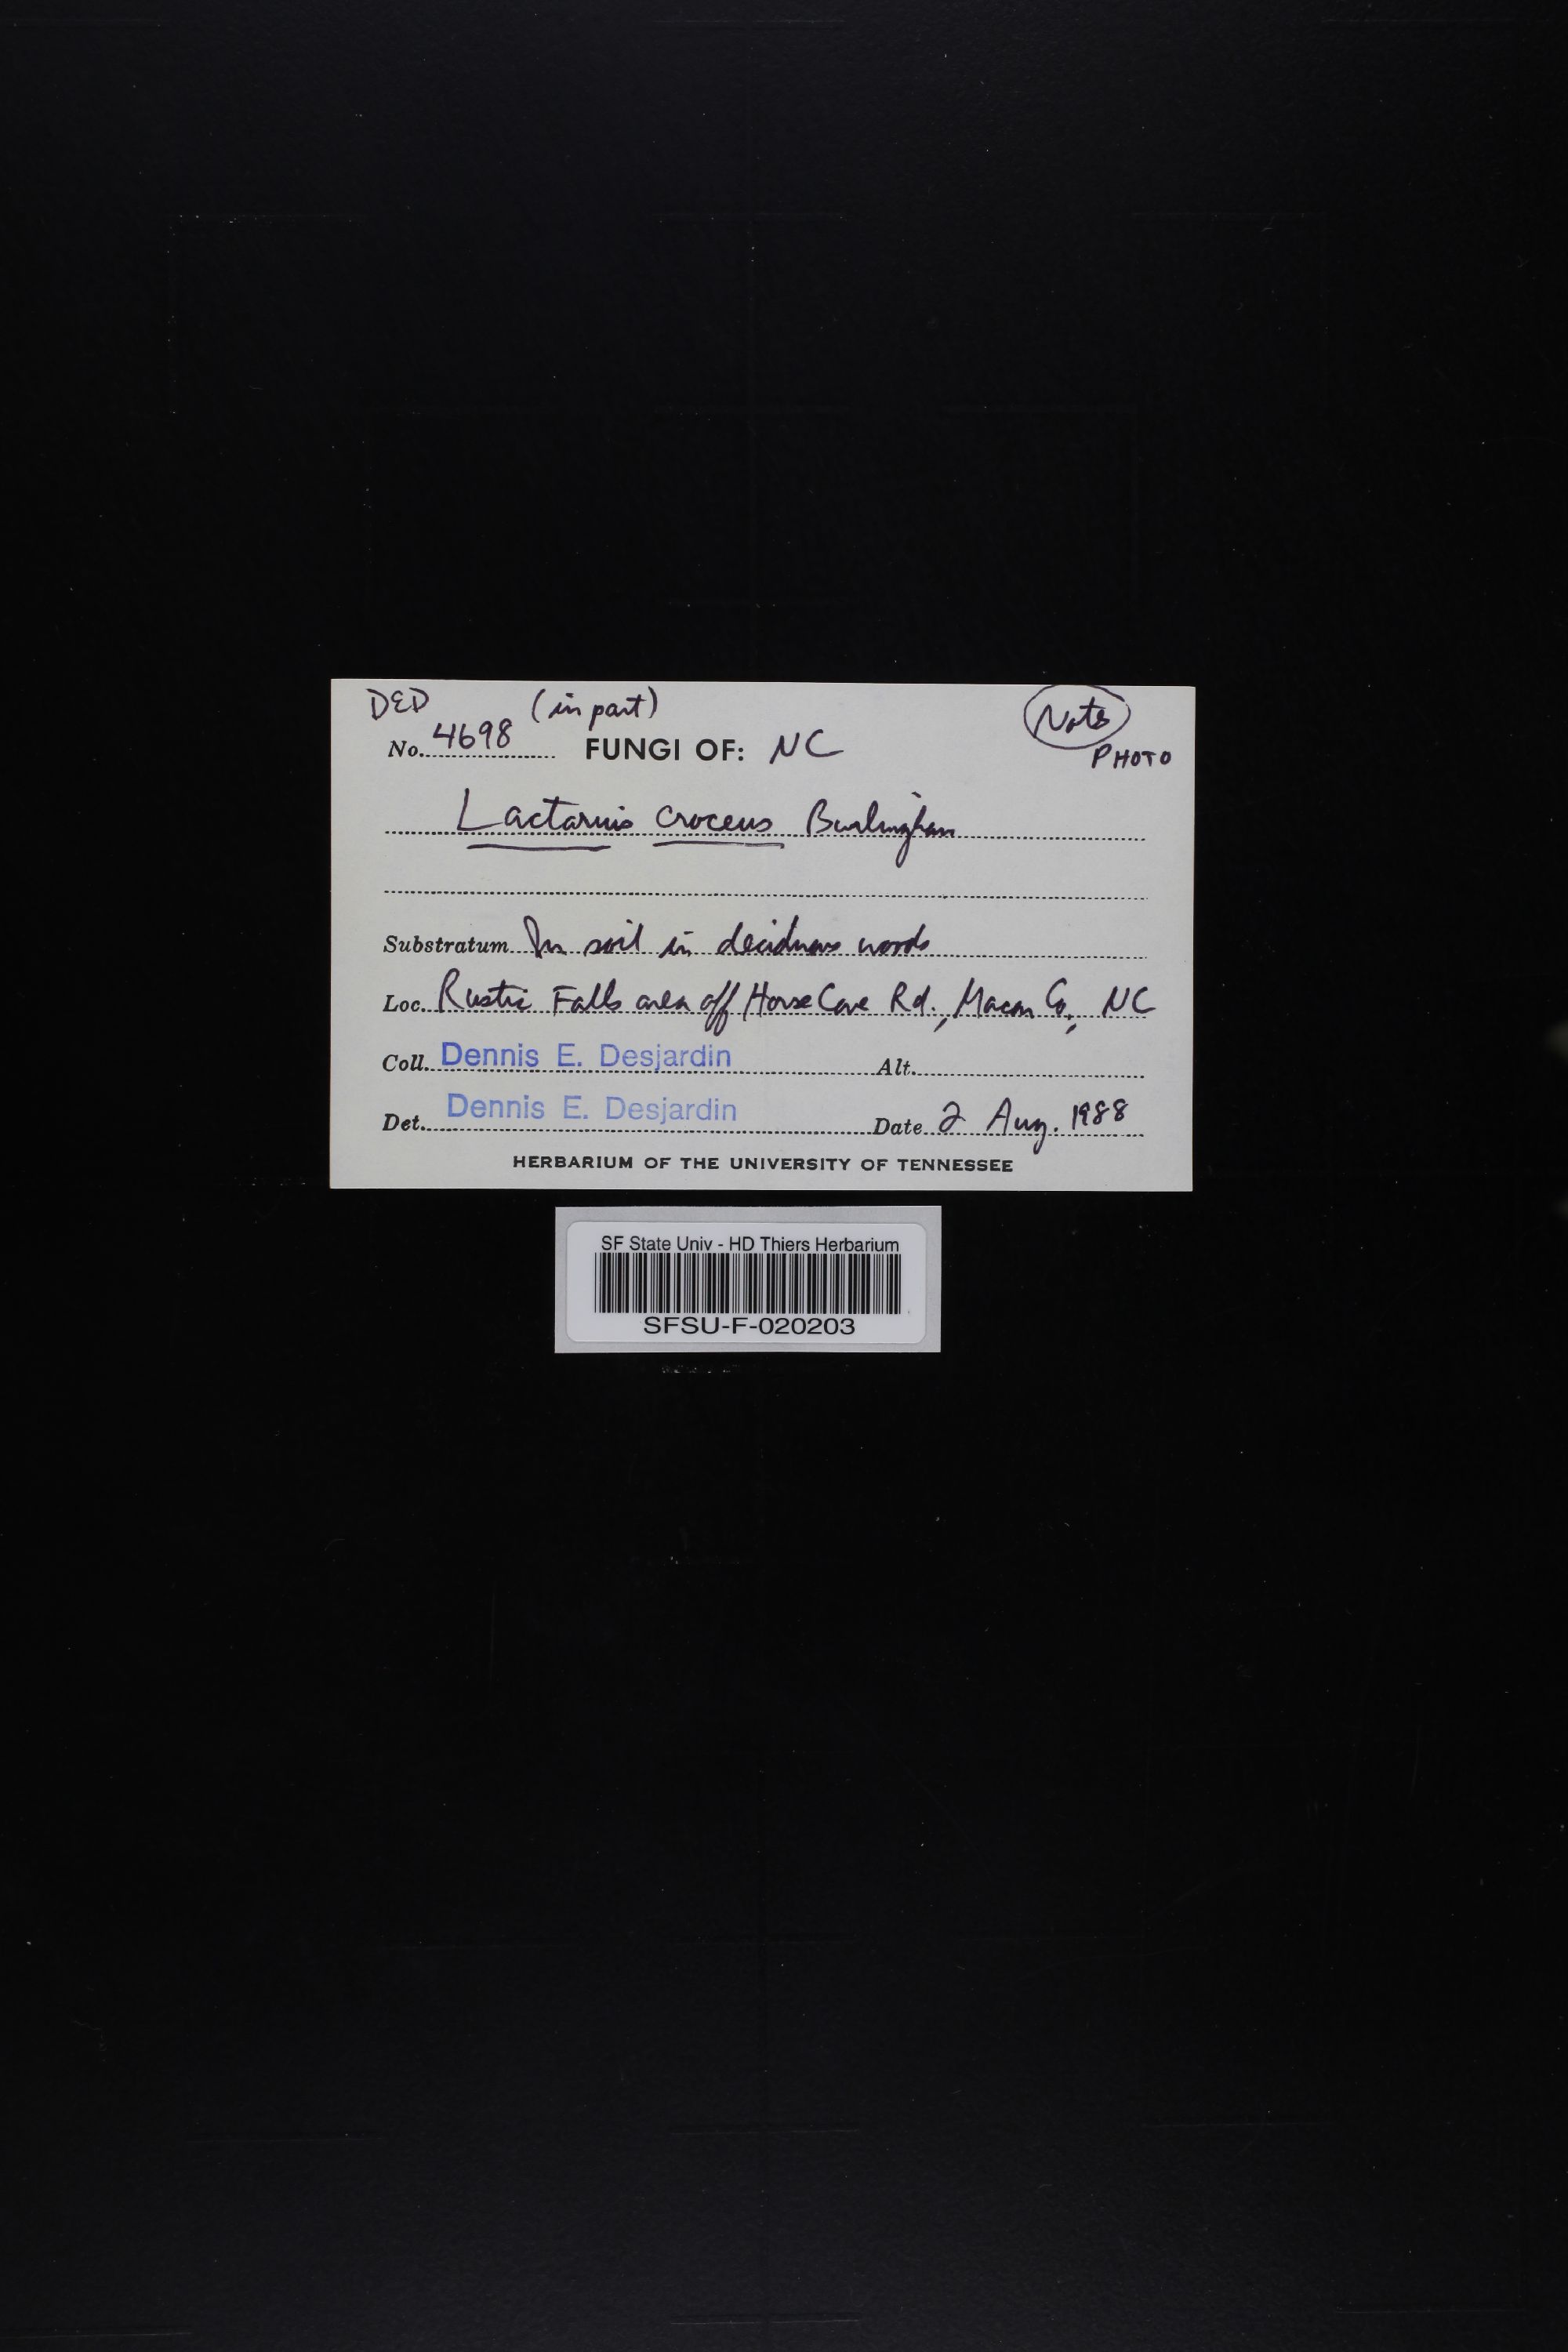 DED (in part) Notes
No. 4698 FUNGI OF: NC PHOTO
Lactarius croceus Burlingham
Substratum In soil in deciduous woods
Loc. Rustic Falls area off Horse Cove Rd., Macon Co., NC
Coll. Dennis E. Desjardin Alt.
Det. Dennis E. Desjardin Date 2 Aug. 1988
HERBARIUM OF THE UNIVERSITY OF TENNESSEE
SF State Univ - HD Thiers Herbarium
SFSU-F-020203